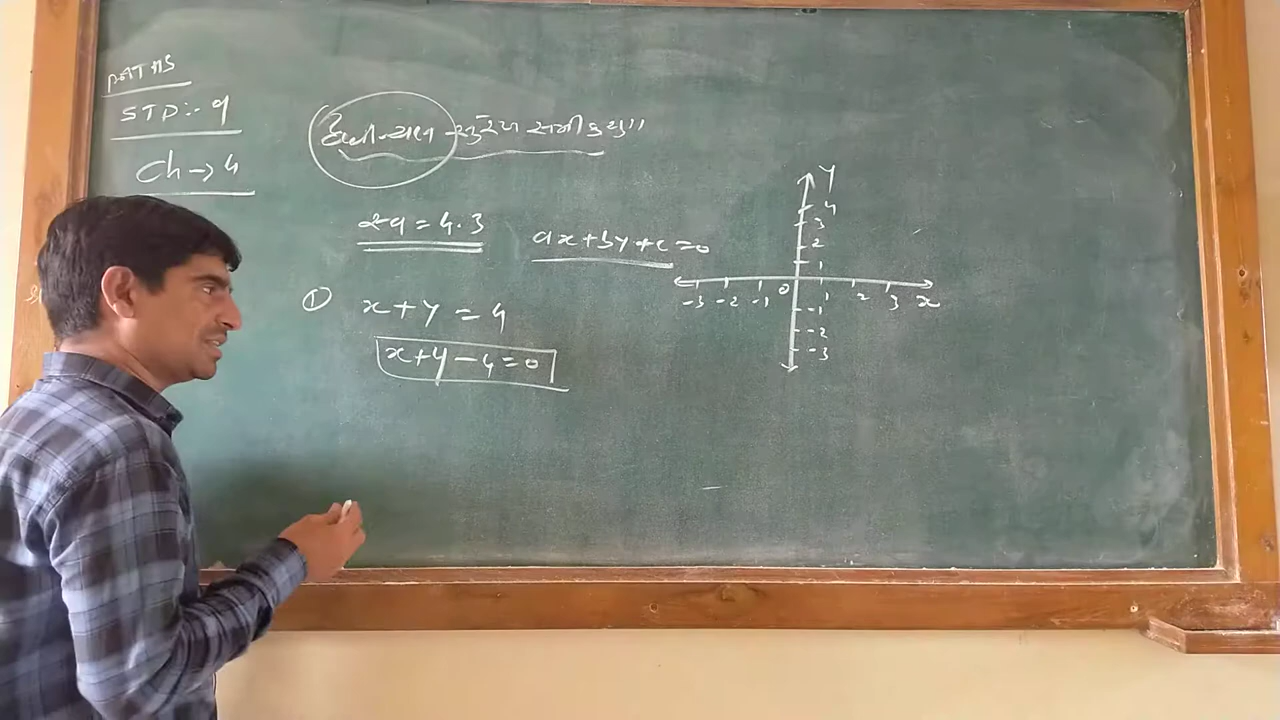 MATHS
STD:- 9
Ch → 4
દ્વિચલ સુરેખ સમીકરણ
સ્વા = 4.3
ax+by+c=0
① x+y = 4
x+y-4=0
Y
4
3
2
1
-3 -2 -1 0 1 2 3 x
-1
-2
-3